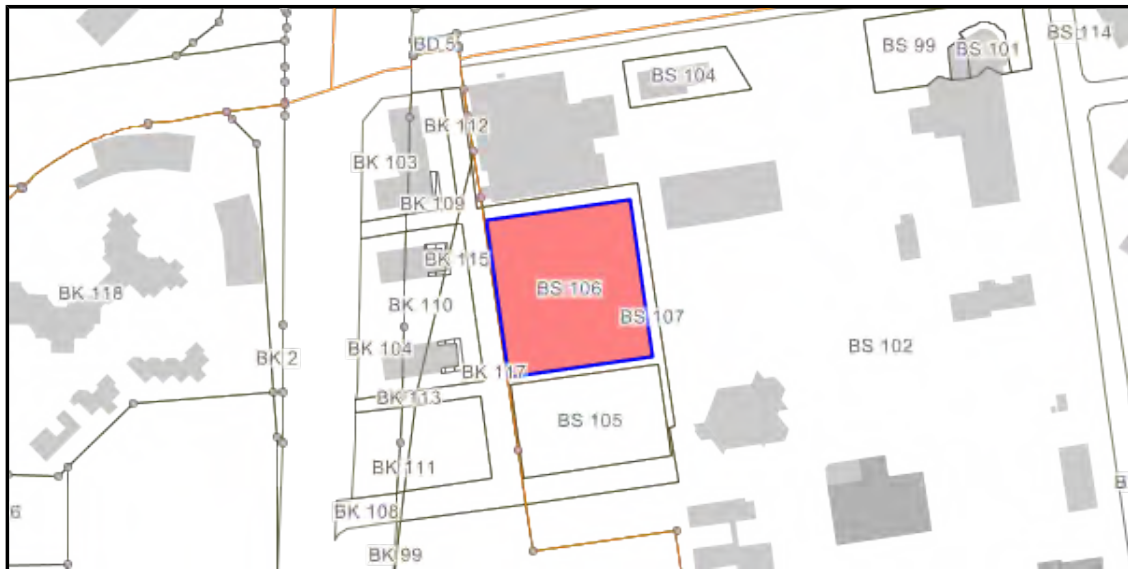 BD 5
BS 99
BS 101
BS 114
BS 104
BK 112
BK 103
BK 109
BK 115
BK 118
BS 106
BK 110
BS 107
BK 104
BK 2
BS 102
BK 117
BK 113
BS 105
BK 111
6
BK 108
BK 99